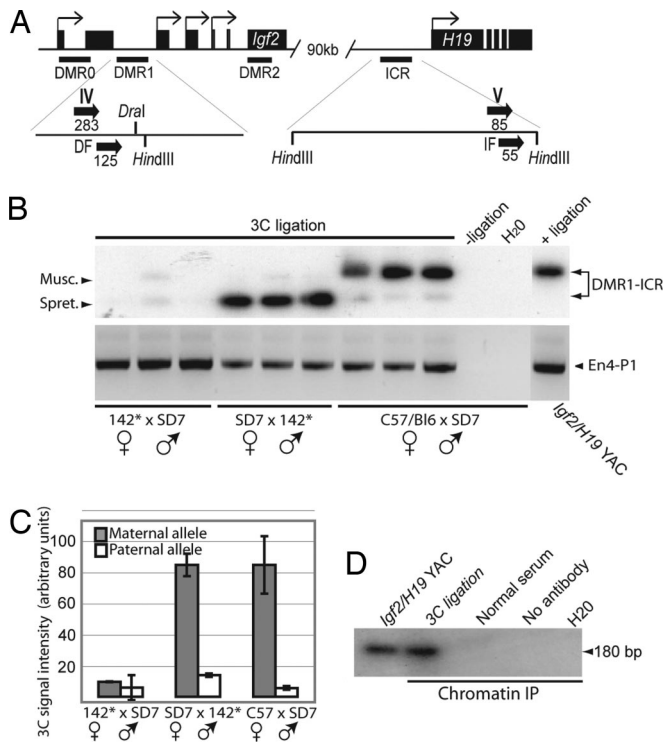 A
Igf2
90kb
H19
DMR0
DMR1
DMR2
ICR
IV
283
DraI
DF
125
HindIII
V
85
HindIII
IF
55
HindIII
B
3C ligation
-ligation
H20
+ ligation
Musc.
Spret.
DMR1-ICR
En4-P1
142* x SD7
SD7 x 142*
C57/Bl6 x SD7
♀ ♂
♀ ♂
♀ ♂
Igf2/H19 YAC
C
3C signal intensity (arbitrary units)
100
80
60
40
20
Maternal allele
Paternal allele
142* x SD7
SD7 x 142*
C57 x SD7
♀ ♂
♀ ♂
♀ ♂
D
Igf2/H19 YAC
3C ligation
Normal serum
No antibody
H20
180 bp
Chromatin IP